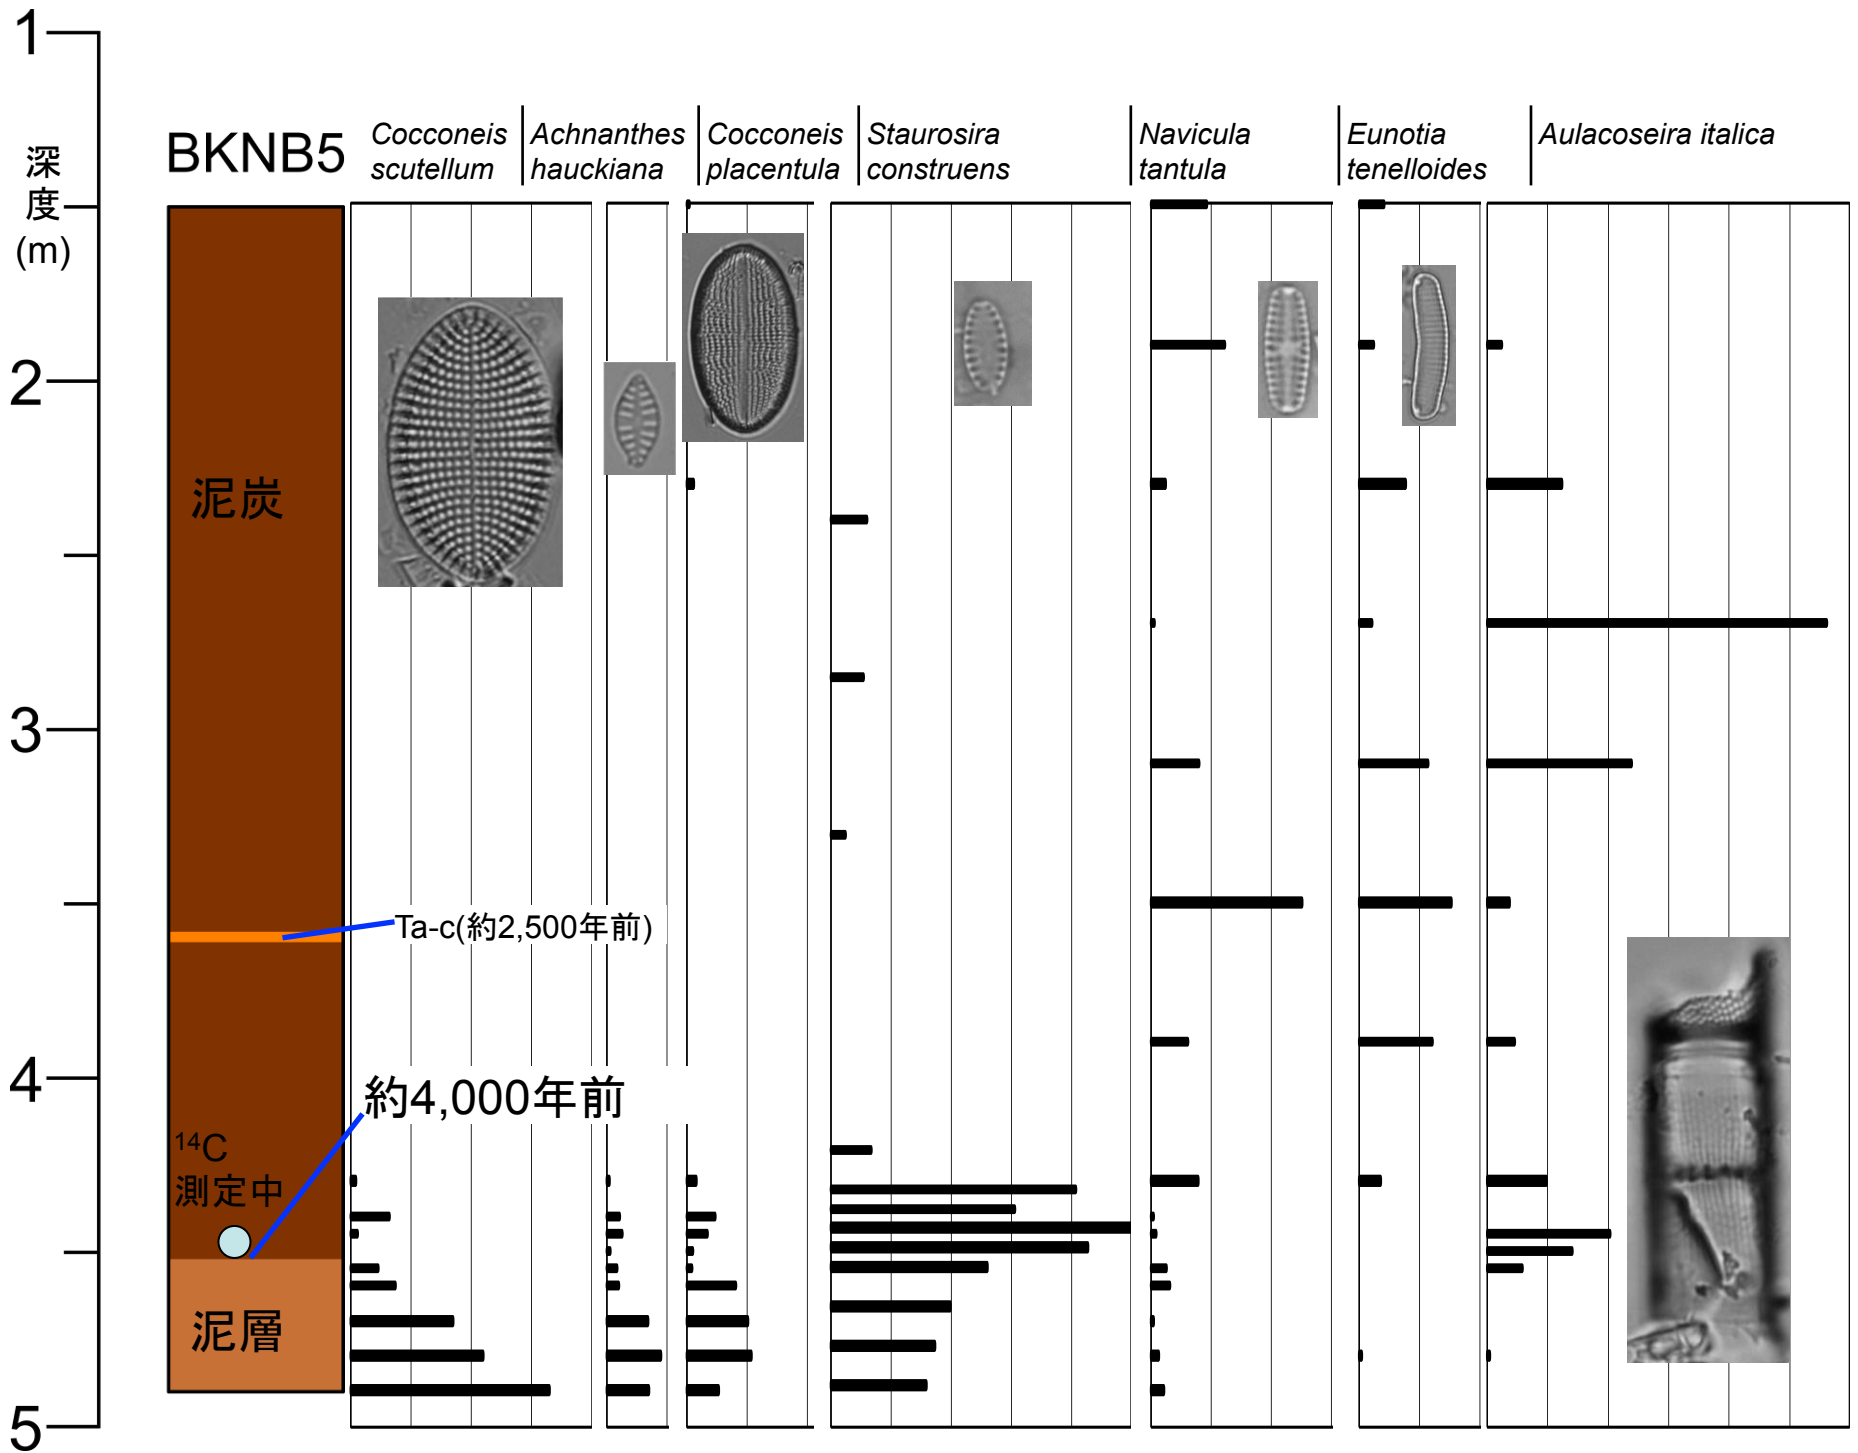 1
深
度
(m)
2
3
4
5
BKNB5
Cocconeis
scutellum
Achnanthes
hauckiana
Cocconeis
placentula
Staurosira
construens
Navicula
tantula
Eunotia
tenelloides
Aulacoseira italica
泥炭
Ta-c(約2,500年前)
約4,000年前
14C
測定中
泥層